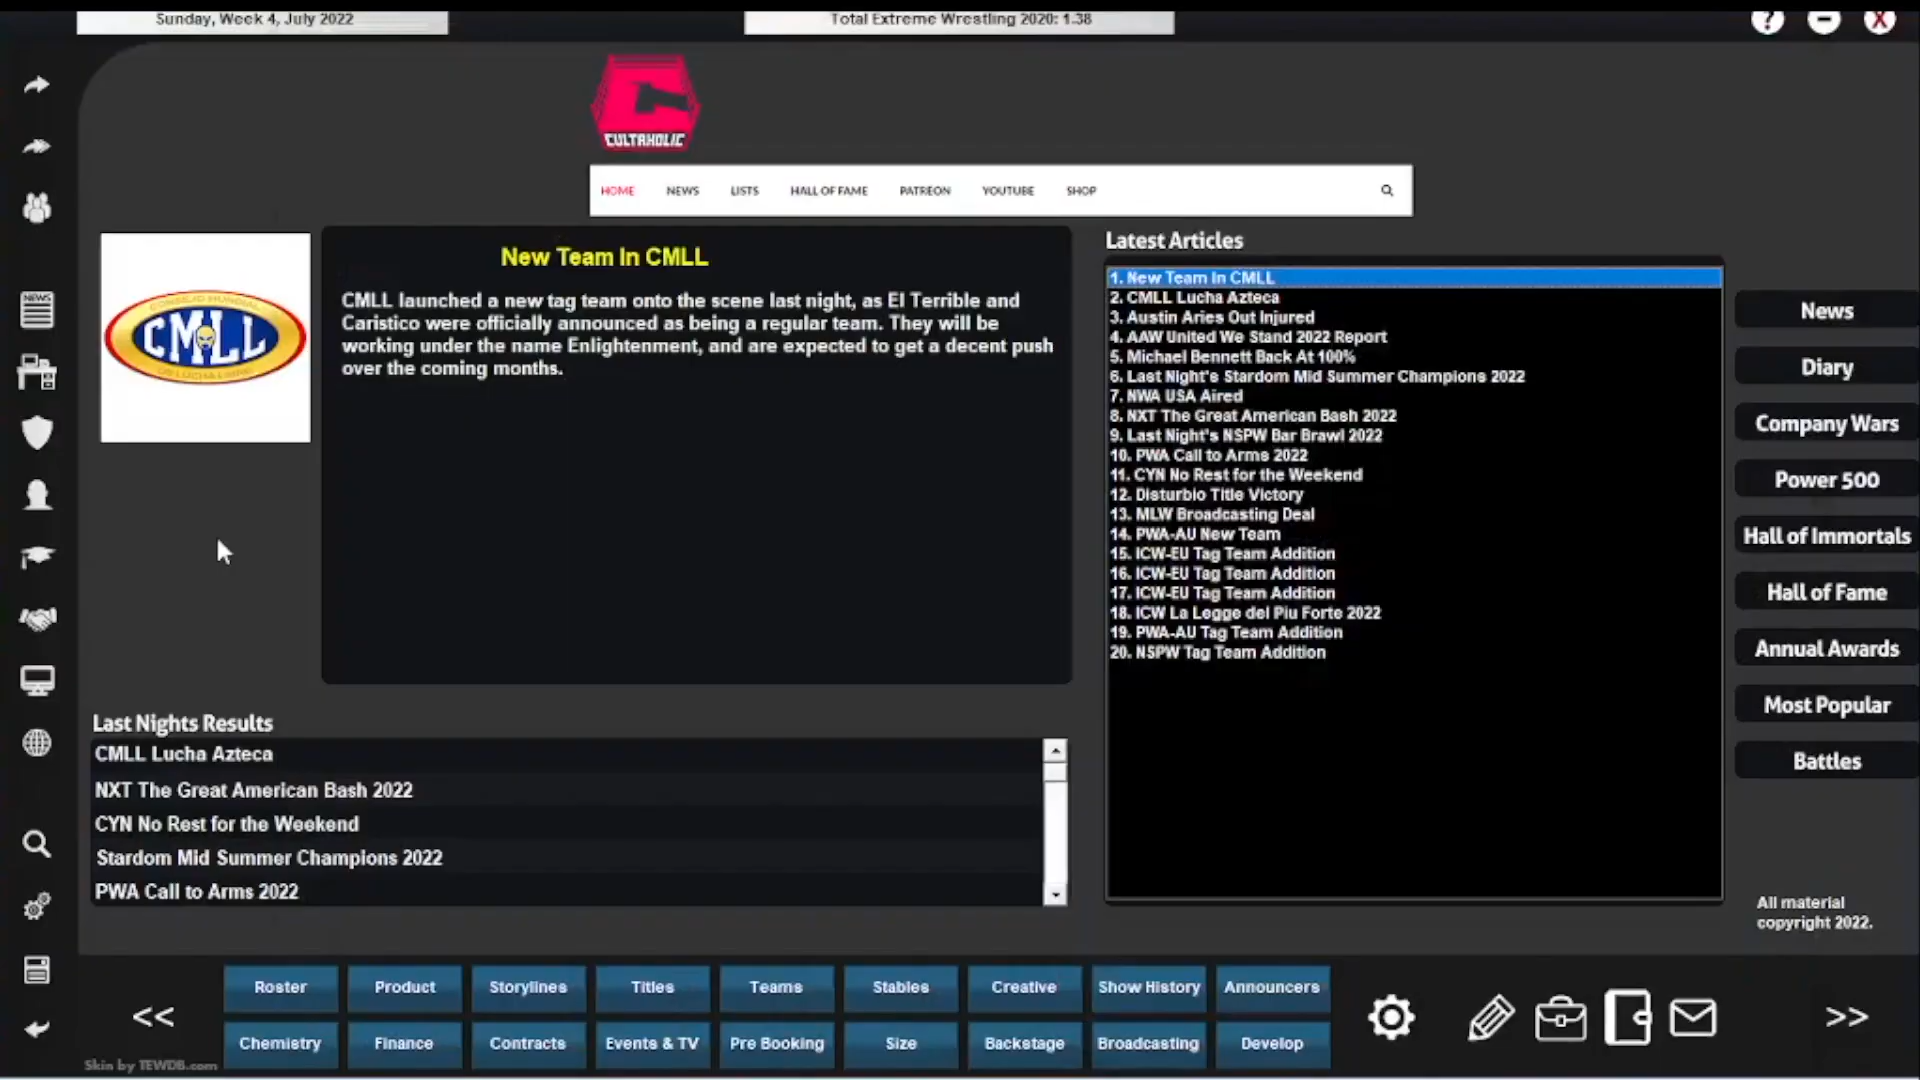 Sunday, Week 4, July 2022
Total Extreme Wrestling 2020: 1.38
?
X
CULTAHOLIC
HOME NEWS LISTS HALL OF FAME PATREON YOUTUBE SHOP
CMLL
New Team In CMLL
CMLL launched a new tag team onto the scene last night, as El Terrible and
Caristico were officially announced as being a regular team. They will be
working under the name Enlightenment, and are expected to get a decent push
over the coming months.
Latest Articles
1. New Team In CMLL
2. CMLL Lucha Azteca
3. Austin Aries Out Injured
4. AAW United We Stand 2022 Report
5. Michael Bennett Back At 100%
6. Last Night's Stardom Mid Summer Champions 2022
7. NWA USA Aired
8. NXT The Great American Bash 2022
9. Last Night's NSPW Bar Brawl 2022
10. PWA Call to Arms 2022
11. CYN No Rest for the Weekend
12. Disturbio Title Victory
13. MLW Broadcasting Deal
14. PWA-AU New Team
15. ICW-EU Tag Team Addition
16. ICW-EU Tag Team Addition
17. ICW-EU Tag Team Addition
18. ICW La Legge del Piu Forte 2022
19. PWA-AU Tag Team Addition
20. NSPW Tag Team Addition
News
Diary
Company Wars
Power 500
Hall of Immortals
Hall of Fame
Annual Awards
Most Popular
Battles
All material
copyright 2022.
Last Nights Results
CMLL Lucha Azteca
NXT The Great American Bash 2022
CYN No Rest for the Weekend
Stardom Mid Summer Champions 2022
PWA Call to Arms 2022
NEWS
<<
Roster Product Storylines Titles Teams Stables Creative Show History Announcers
Chemistry Finance Contracts Events & TV Pre Booking Size Backstage Broadcasting Develop
>>
Skin by TEWDB.com